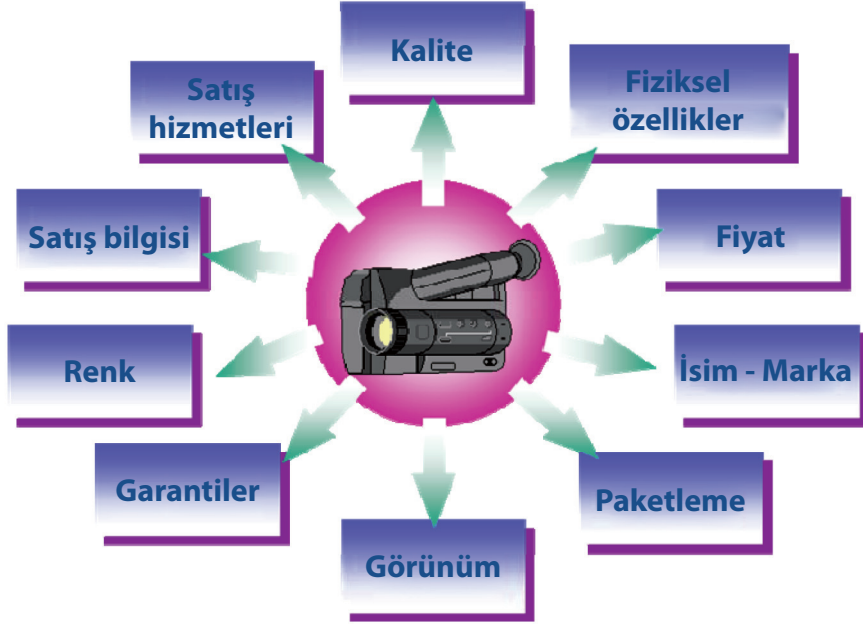 Kalite
Satış
hizmetleri
Fiziksel
özellikler
Satış bilgisi
Fiyat
Renk
İsim - Marka
Garantiler
Paketleme
Görünüm